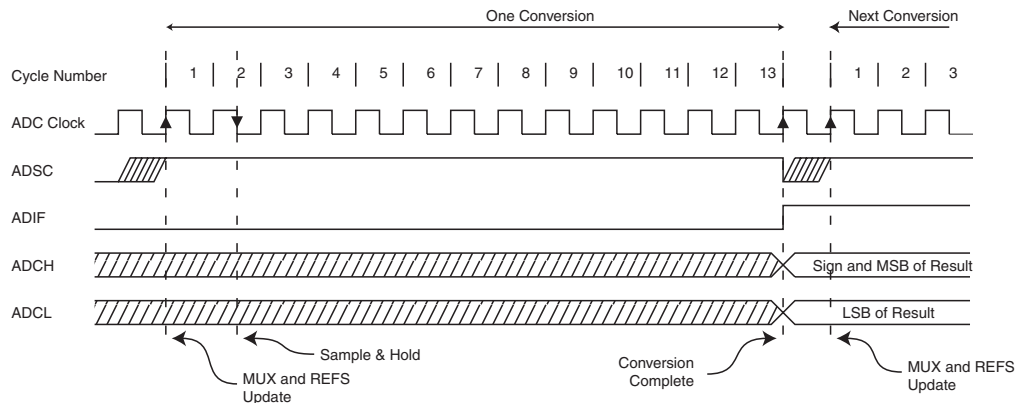 One Conversion
Next Conversion
Cycle Number 1 2 3 4 5 6 7 8 9 10 11 12 13 1 2 3
ADC Clock
ADSC
ADIF
ADCH
Sign and MSB of Result
ADCL
LSB of Result
Sample & Hold
MUX and REFS
Update
Conversion
Complete
MUX and REFS
Update